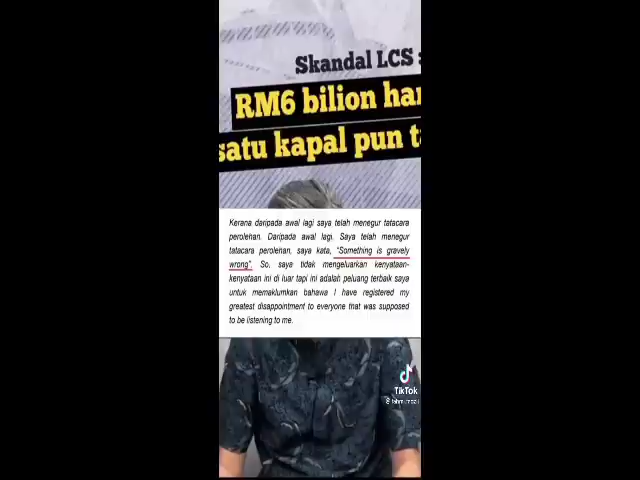 Skandal LCS :
RM6 bilion
satu kapal pun
Kerana daripada awal lagi saya telah menegur tatacara
perolehan. Daripada awal lagi. Saya telah menegur
tatacara perolehan, saya kata, “Something is gravely
wrong”. So, saya tidak mengeluarkan kenyataan-
kenyataan ini di luar tapi ini adalah peluang terbaik saya
untuk memaklumkan bahawa I have registered my
greatest disappointment to everyone that was supposed
to be listening to me.
TikTok